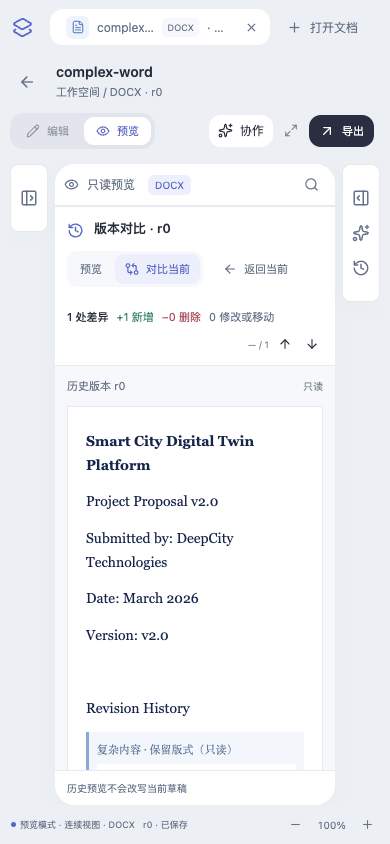 complex... DOCX · ... 打开文档
complex-word
工作空间 / DOCX · r0
编辑 预览 协作 导出
只读预览 DOCX
版本对比 · r0
预览 对比当前 返回当前
1 处差异 +1 新增 −0 删除 0 修改或移动
— / 1
历史版本 r0 只读
Smart City Digital Twin
Platform
Project Proposal v2.0
Submitted by: DeepCity
Technologies
Date: March 2026
Version: v2.0
Revision History
复杂内容 · 保留版式（只读）
历史预览不会改写当前草稿
预览模式 · 连续视图 · DOCX r0 · 已保存 100%